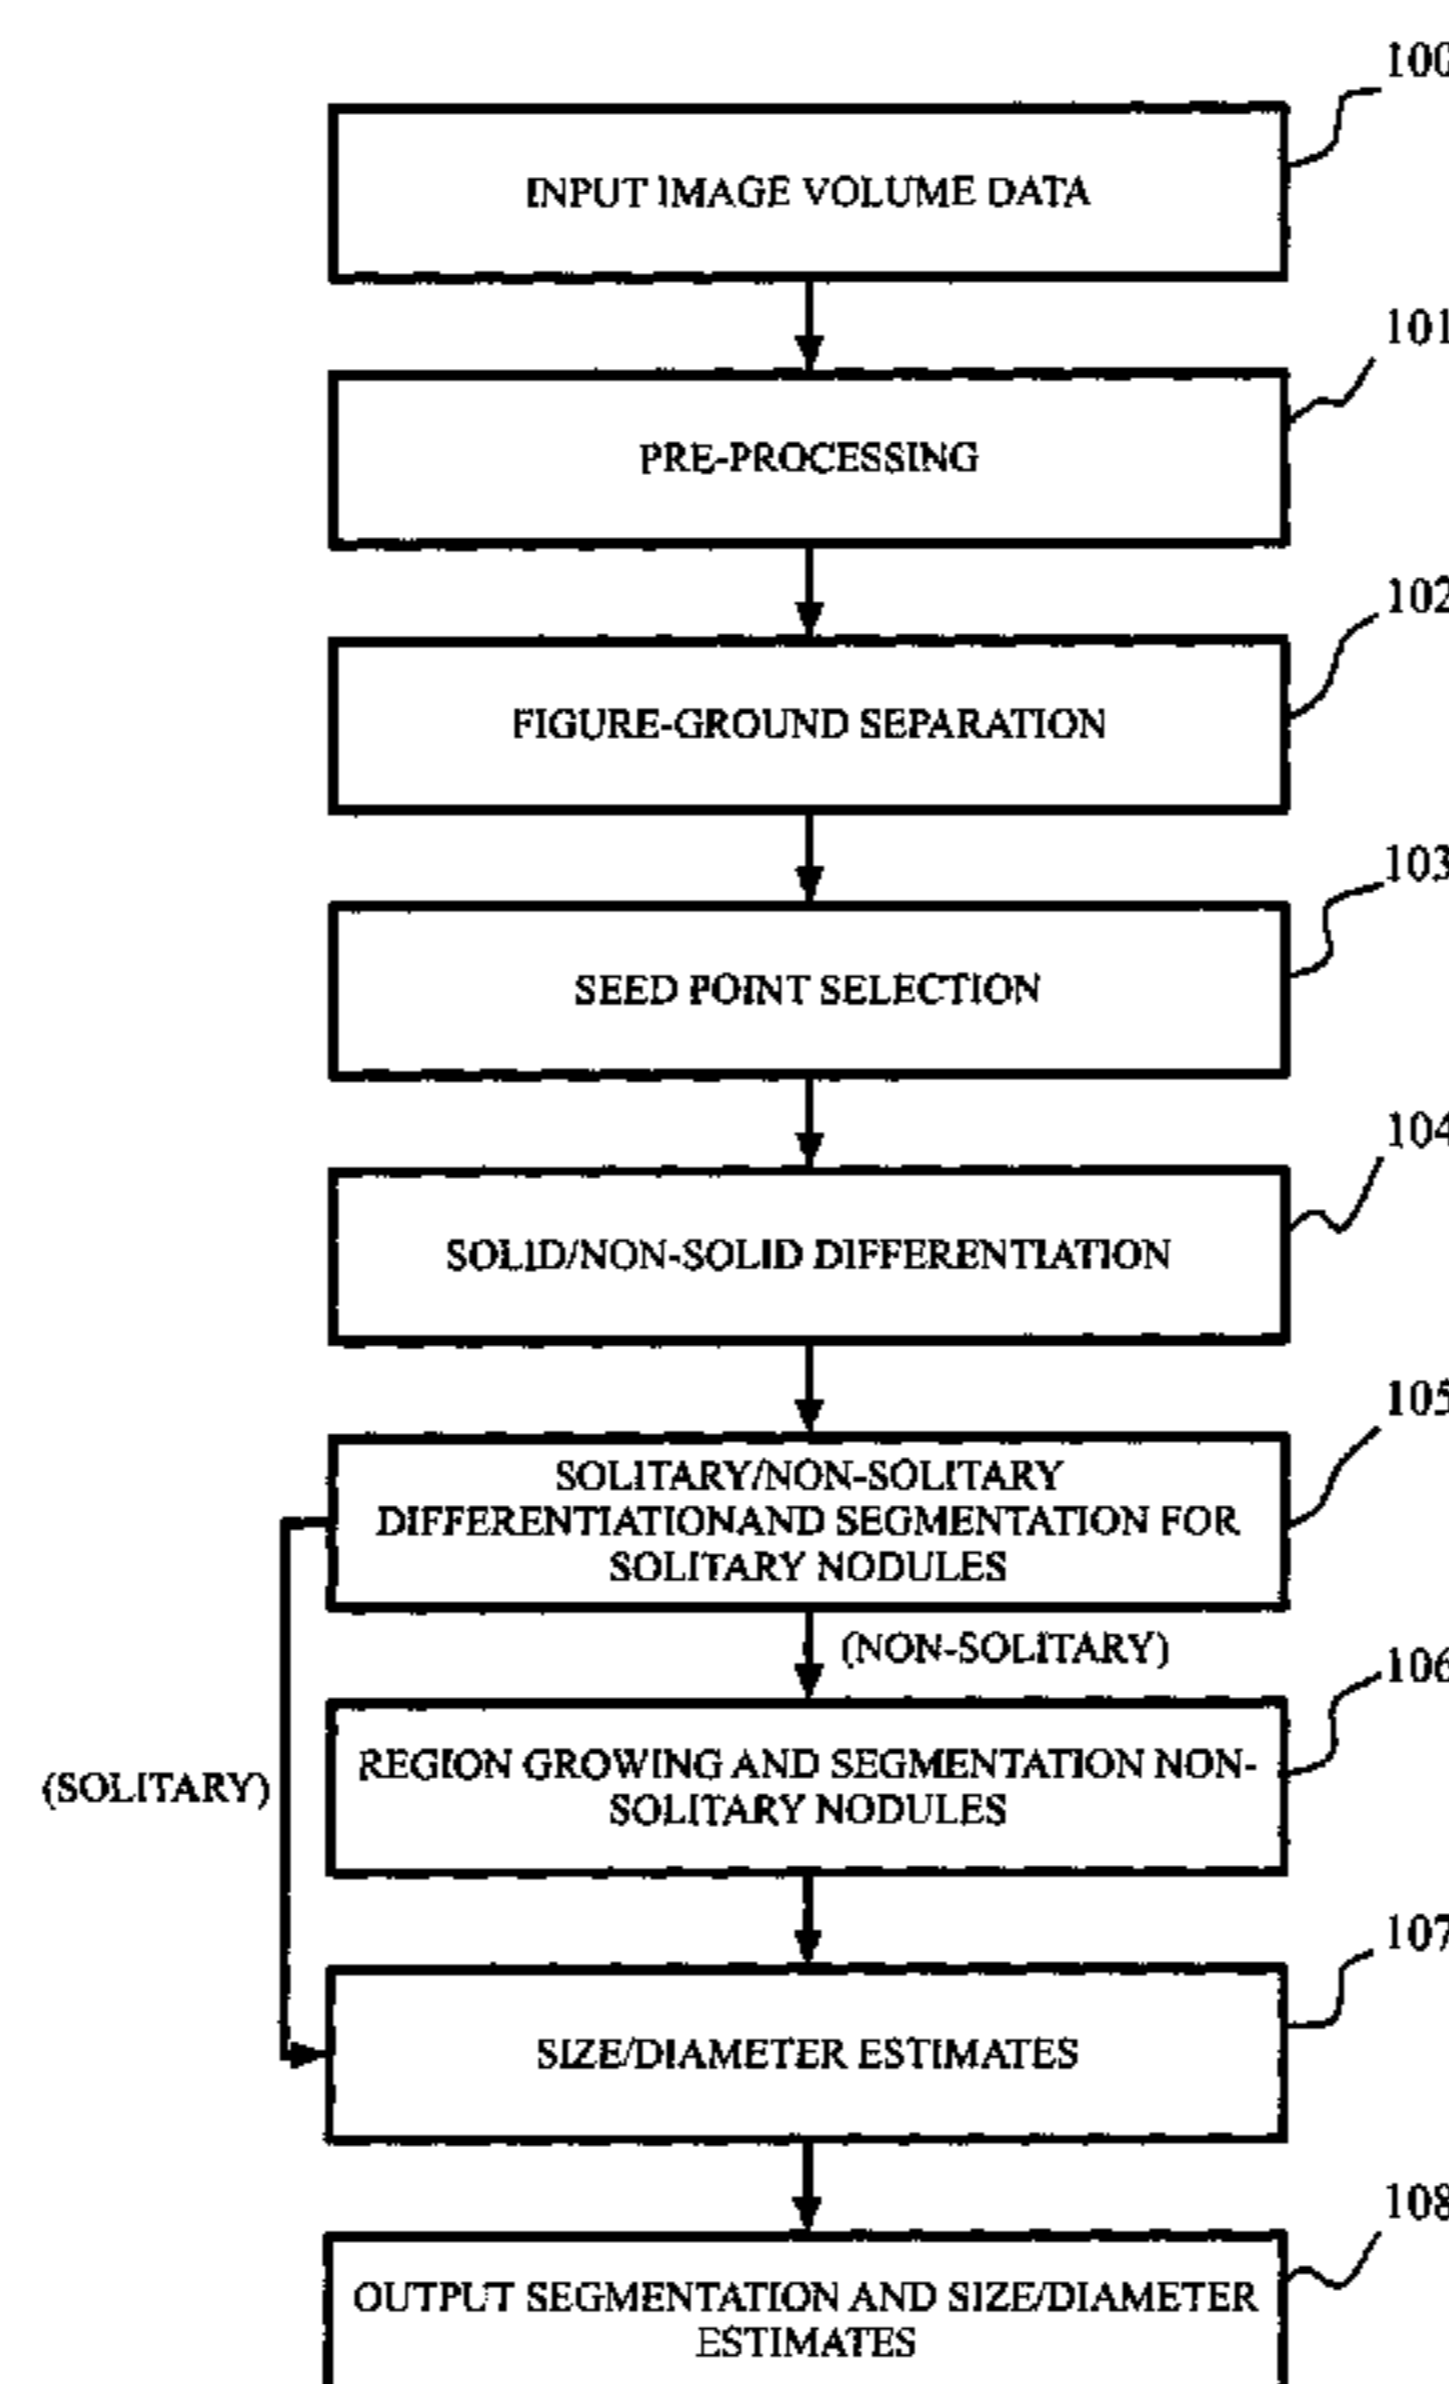 100
INPUT IMAGE VOLUME DATA
101
PRE-PROCESSING
102
FIGURE-GROUND SEPARATION
103
SEED POINT SELECTION
104
SOLID/NON-SOLID DIFFERENTIATION
105
SOLITARY/NON-SOLITARY
DIFFERENTIATIONAND SEGMENTATION FOR
SOLITARY NODULES
(NON-SOLITARY)
106
REGION GROWING AND SEGMENTATION NON-
SOLITARY NODULES
(SOLITARY)
107
SIZE/DIAMETER ESTIMATES
108
OUTPUT SEGMENTATION AND SIZE/DIAMETER
ESTIMATES